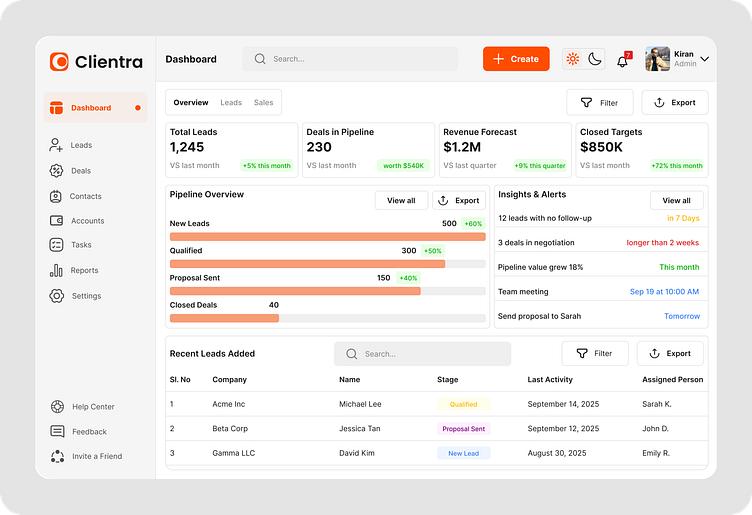 Clientra
Dashboard
Leads
Deals
Contacts
Accounts
Tasks
Reports
Settings
Help Center
Feedback
Invite a Friend
Dashboard
Search...
Create
7
Kiran
Admin
Overview Leads Sales
Filter
Export
Total Leads
1,245
VS last month +5% this month
Deals in Pipeline
230
VS last month worth $540K
Revenue Forecast
$1.2M
VS last quarter +9% this quarter
Closed Targets
$850K
VS last month +72% this month
Pipeline Overview
View all
Export
New Leads 500 +60%
Qualified 300 +50%
Proposal Sent 150 +40%
Closed Deals 40
Insights & Alerts
View all
12 leads with no follow-up in 7 Days
3 deals in negotiation longer than 2 weeks
Pipeline value grew 18% This month
Team meeting Sep 19 at 10:00 AM
Send proposal to Sarah Tomorrow
Recent Leads Added
Search...
Filter
Export
Sl. No Company Name Stage Last Activity Assigned Person
1 Acme Inc Michael Lee Qualified September 14, 2025 Sarah K.
2 Beta Corp Jessica Tan Proposal Sent September 12, 2025 John D.
3 Gamma LLC David Kim New Lead August 30, 2025 Emily R.